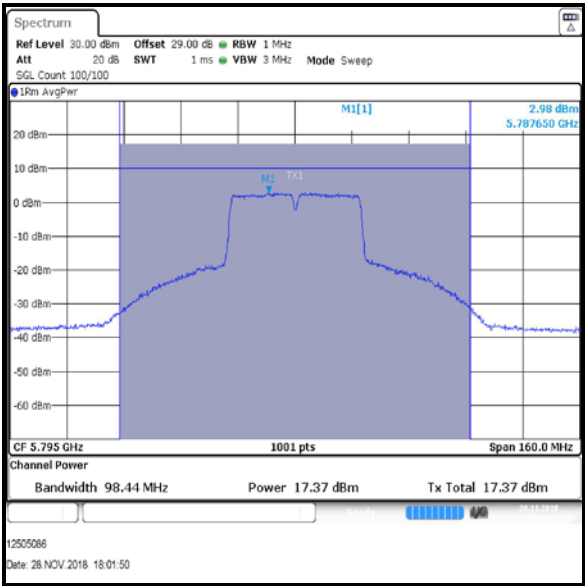 Spectrum
Ref Level 30.00 dBm Offset 29.00 dB RBW 1 MHz
Att 20 dB SWT 1 ms VBW 3 MHz Mode Sweep
SGL Count 100/100
1Rm AvgPwr
M1[1] 2.98 dBm
5.787650 GHz
20 dBm
10 dBm
M1 TX1
0 dBm
-10 dBm
-20 dBm
-30 dBm
-40 dBm
-50 dBm
-60 dBm
CF 5.795 GHz 1001 pts Span 160.0 MHz
Channel Power
Bandwidth 98.44 MHz Power 17.37 dBm Tx Total 17.37 dBm
12505086
Date: 28.NOV.2018 18:01:50